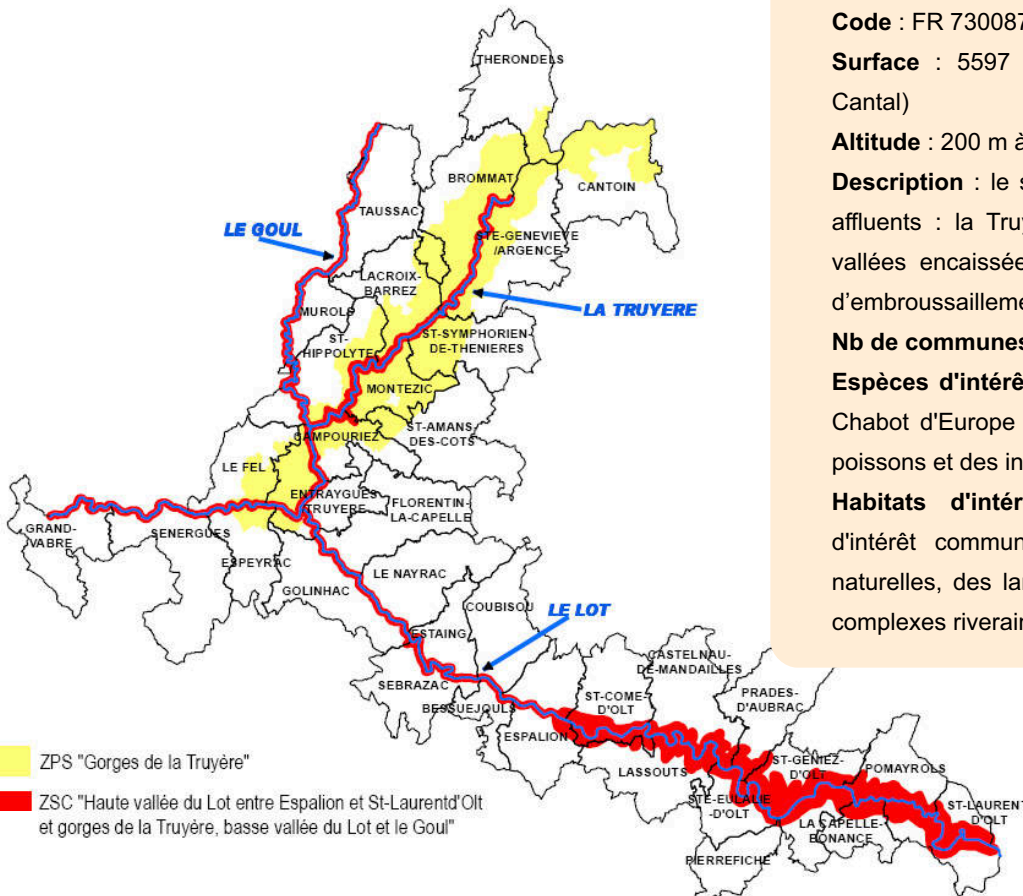 THERONDELS
BROMMAT
CANTOIN
TAUSSAC
LE GOUL
STE-GENEVIEVE
/ARGENCE
LACROIX-
BARREZ
MUROLS
LA TRUYERE
ST-
HIPPOLYTE
ST-SYMPHORIEN-
DE-THENIERES
MONTEZIC
ST-AMANS
DES-COTS
CAMPOURIEZ
LE FEL
ENTRAYGUES
/TRUYERE
FLORENTIN-
LA-CAPELLE
GRAND-
VABRE
SENERGUES
ESPEYRAC
GOLINHAC
LE NAYRAC
COUBISOU
LE LOT
ESTAING
SEBRAZAC
BESSUEJOULS
CASTELNAU-
DE-MANDAILLES
ST-COME-
D'OLT
PRADES-
D'AUBRAC
ESPALION
LASSOUTS
ST-GENIEZ-
D'OLT
POMAYROLS
STE-EULALIE
-D'OLT
LA CAPELLE-
BONANCE
ST-LAURENT
D'OLT
PIERREFICHE
ZPS "Gorges de la Truyère"
ZSC "Haute vallée du Lot entre Espalion et St-Laurentd'Olt
et gorges de la Truyère, basse vallée du Lot et le Goul"
Code : FR 730087
Surface : 5597
Cantal)
Altitude : 200 m à
Description : le
affluents : la
vallées
d'embroussailleme
Nb de communes
Espèces d'intérê
Chabot d'Europe
poissons et des
Habitats d'intér
d'intérêt commun
naturelles, des
complexes riverain